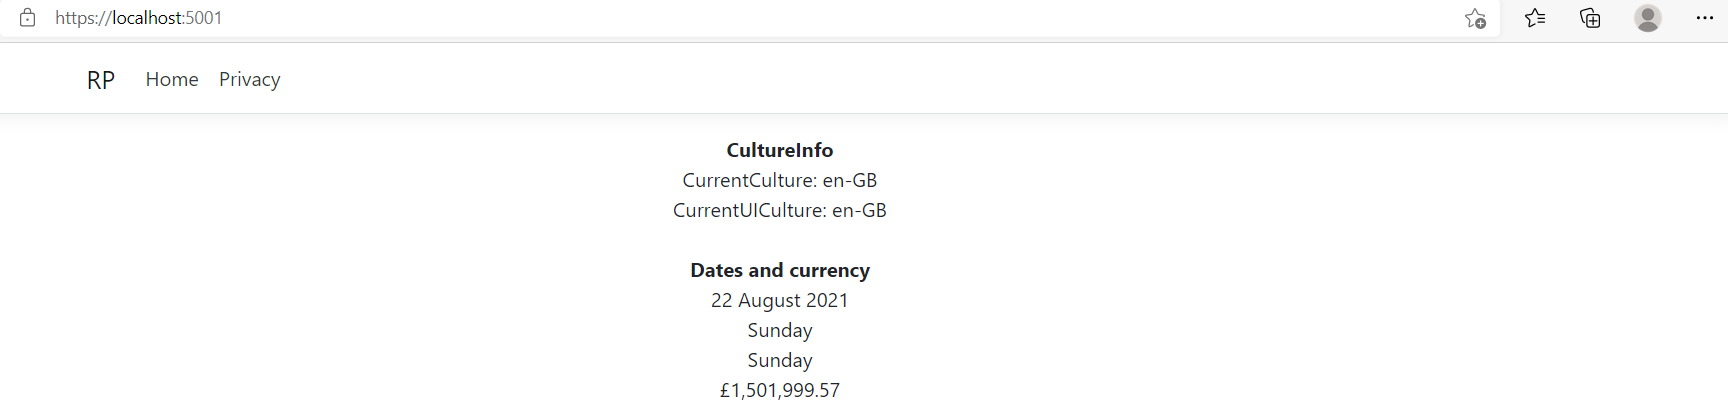 https://localhost:5001
RP Home Privacy
CultureInfo
CurrentCulture: en-GB
CurrentUICulture: en-GB
Dates and currency
22 August 2021
Sunday
Sunday
£1,501,999.57